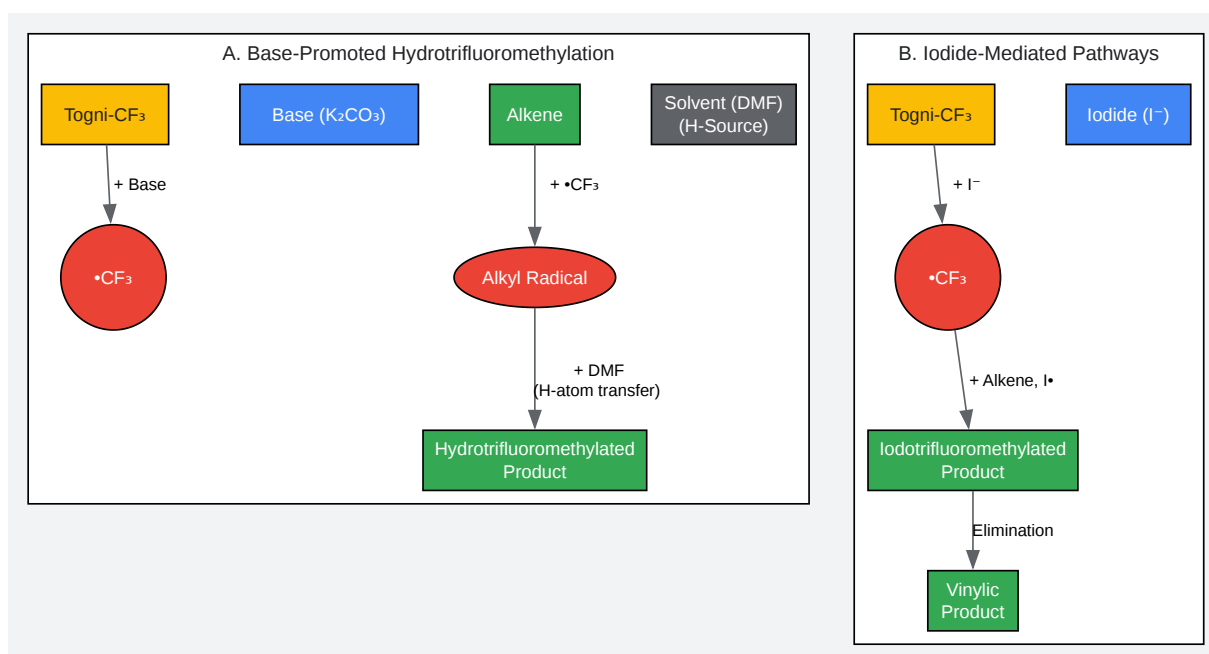 A. Base-Promoted Hydrotrifluoromethylation
Togni-CF₃
Base (K₂CO₃)
Alkene
Solvent (DMF)
(H-Source)
+ Base
+ •CF₃
•CF₃
Alkyl Radical
+ DMF
(H-atom transfer)
Hydrotrifluoromethylated
Product
B. Iodide-Mediated Pathways
Togni-CF₃
Iodide (I⁻)
+ I⁻
•CF₃
+ Alkene, I•
Iodotrifluoromethylated
Product
Elimination
Vinylic
Product